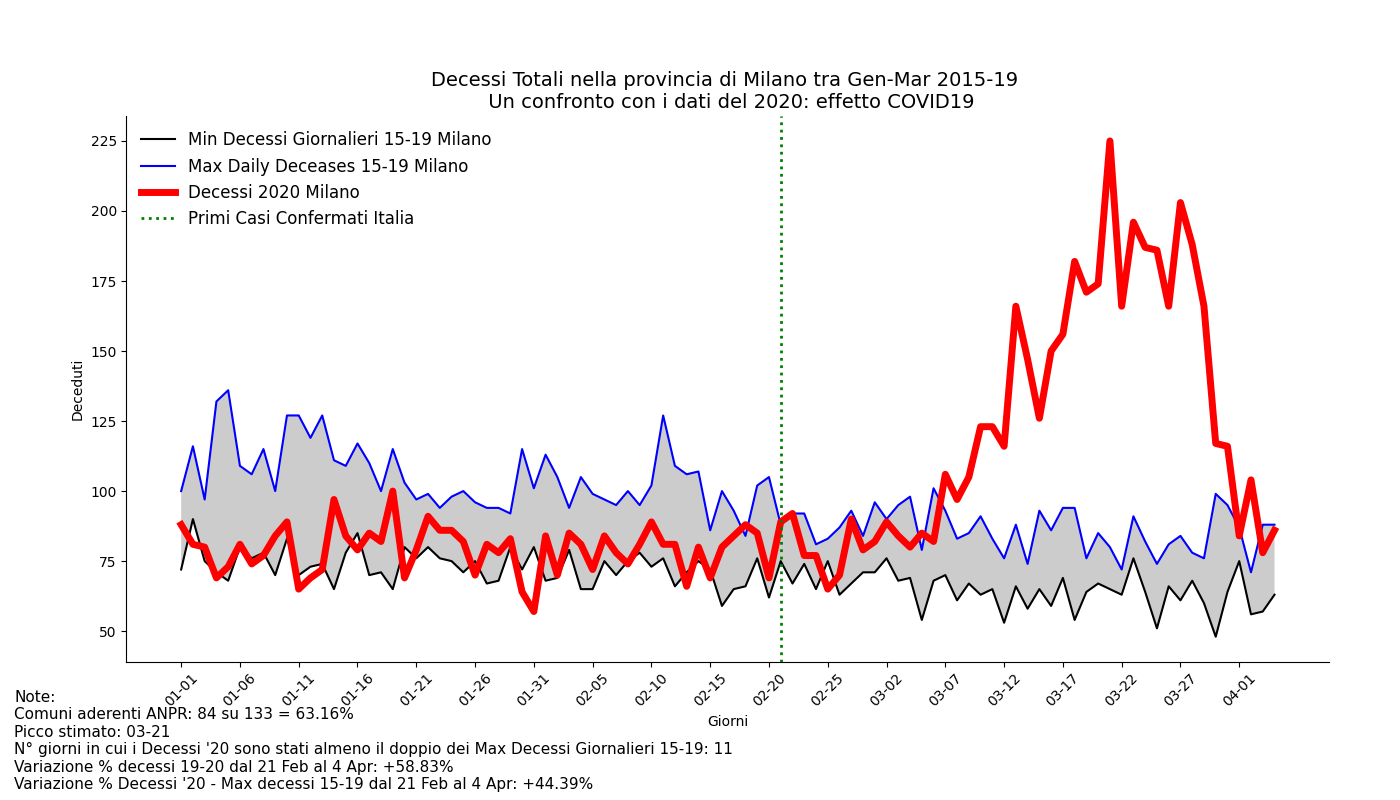 Decessi Totali nella provincia di Milano tra Gen-Mar 2015-19
Un confronto con i dati del 2020: effetto COVID19
Min Decessi Giornalieri 15-19 Milano
Max Daily Deceases 15-19 Milano
Decessi 2020 Milano
Primi Casi Confermati Italia
225
200
175
150
125
100
75
50
Deceduti
01-01 01-06 01-11 01-16 01-21 01-26 01-31 02-05 02-10 02-15 02-20 02-25 03-02 03-07 03-12 03-17 03-22 03-27 04-01
Giorni
Note:
Comuni aderenti ANPR: 84 su 133 = 63.16%
Picco stimato: 03-21
N° giorni in cui i Decessi '20 sono stati almeno il doppio dei Max Decessi Giornalieri 15-19: 11
Variazione % decessi 19-20 dal 21 Feb al 4 Apr: +58.83%
Variazione % Decessi '20 - Max decessi 15-19 dal 21 Feb al 4 Apr: +44.39%